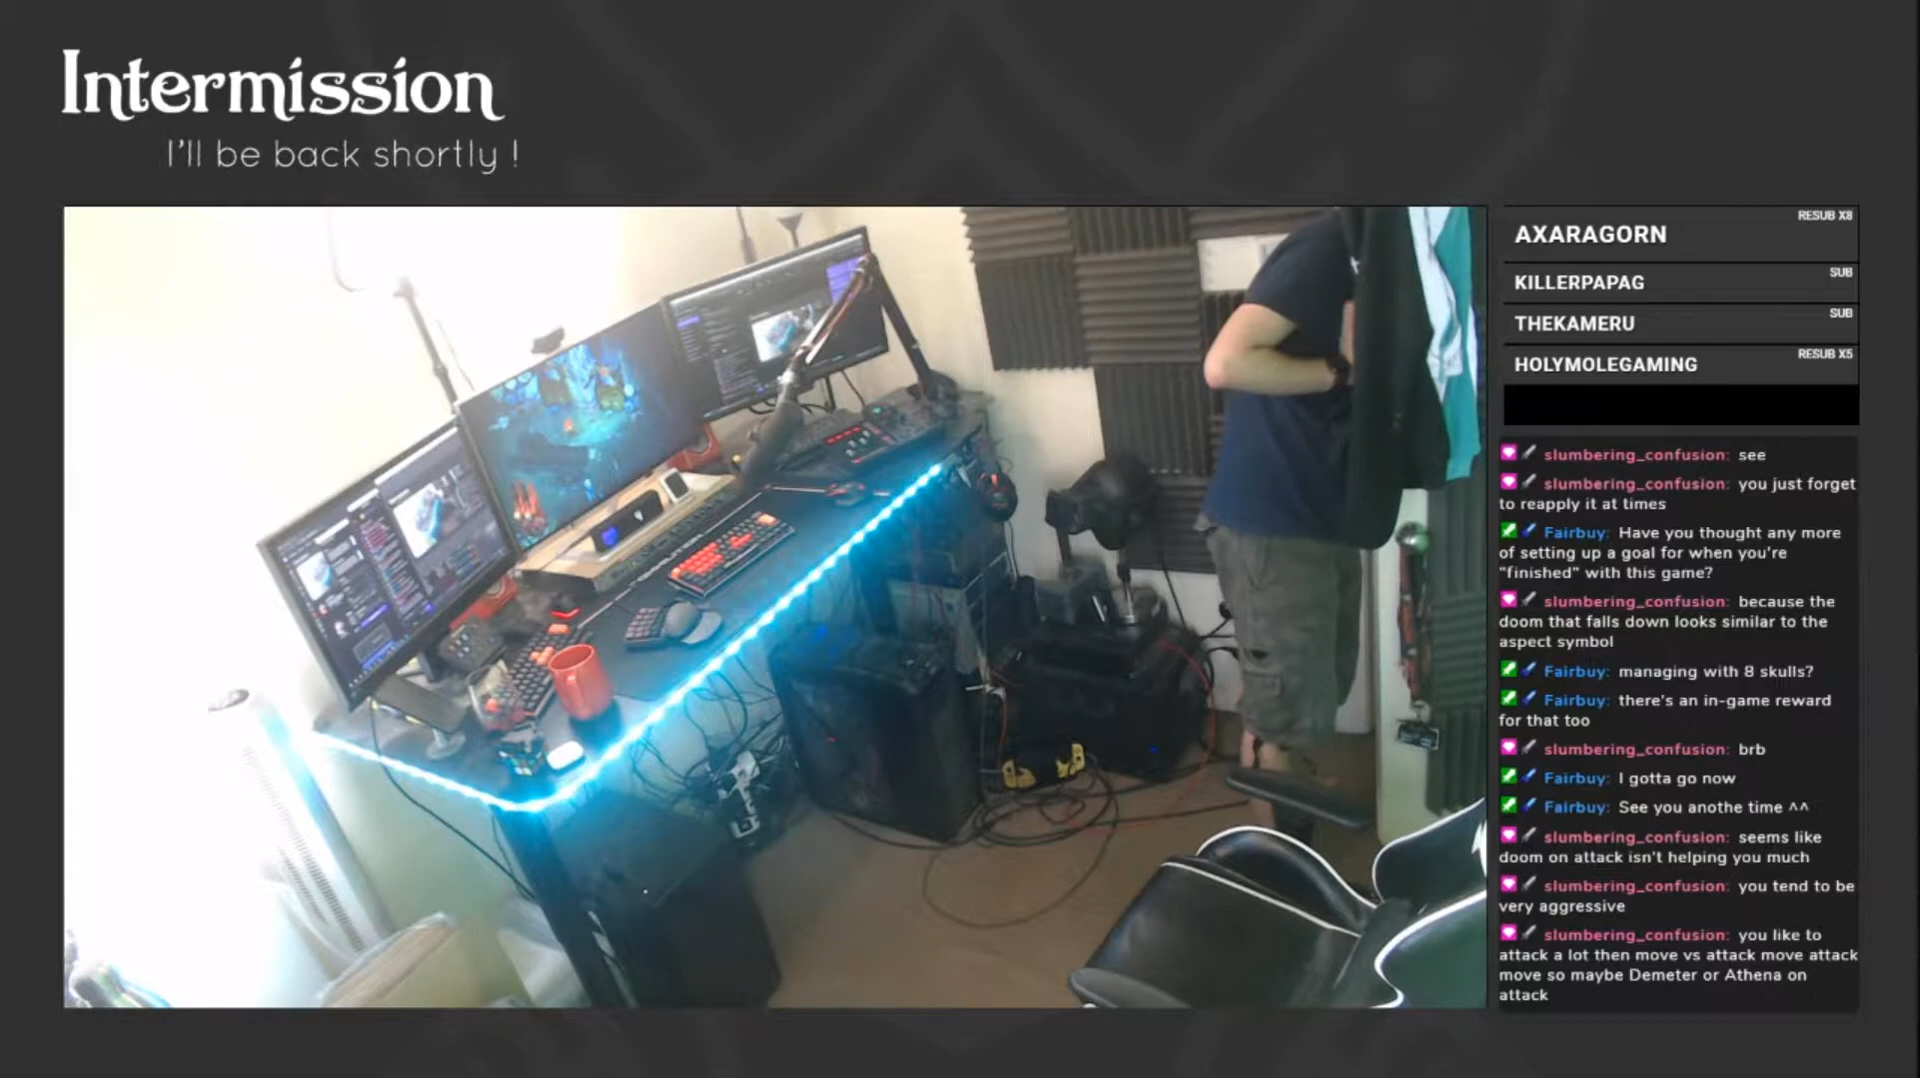 Intermission
I'll be back shortly !
RESUB X8
AXARAGORN
SUB
KILLERPAPAG
SUB
THEKAMERU
RESUB X5
HOLYMOLEGAMING
slumbering_confusion: see
slumbering_confusion: you just forget
to reapply it at times
Fairbuy: Have you thought any more
of setting up a goal for when you're
"finished" with this game?
slumbering_confusion: because the
doom that falls down looks similar to the
aspect symbol
Fairbuy: managing with 8 skulls?
Fairbuy: there's an in-game reward
for that too
slumbering_confusion: brb
Fairbuy: I gotta go now
Fairbuy: See you anothe time ^^
slumbering_confusion: seems like
doom on attack isn't helping you much
slumbering_confusion: you tend to be
very aggressive
slumbering_confusion: you like to
attack a lot then move vs attack move attack
move so maybe Demeter or Athena on
attack